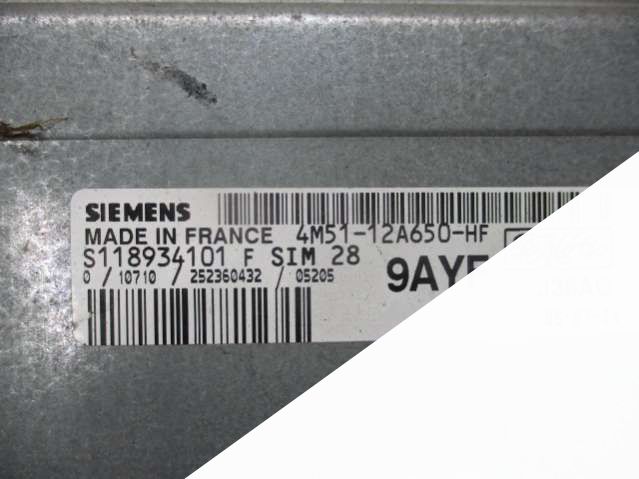 SIEMENS
MADE IN FRANCE 4M51-12A650-HF
S118934101 F SIM 28
0 / 10710 / 252360432 / 05205